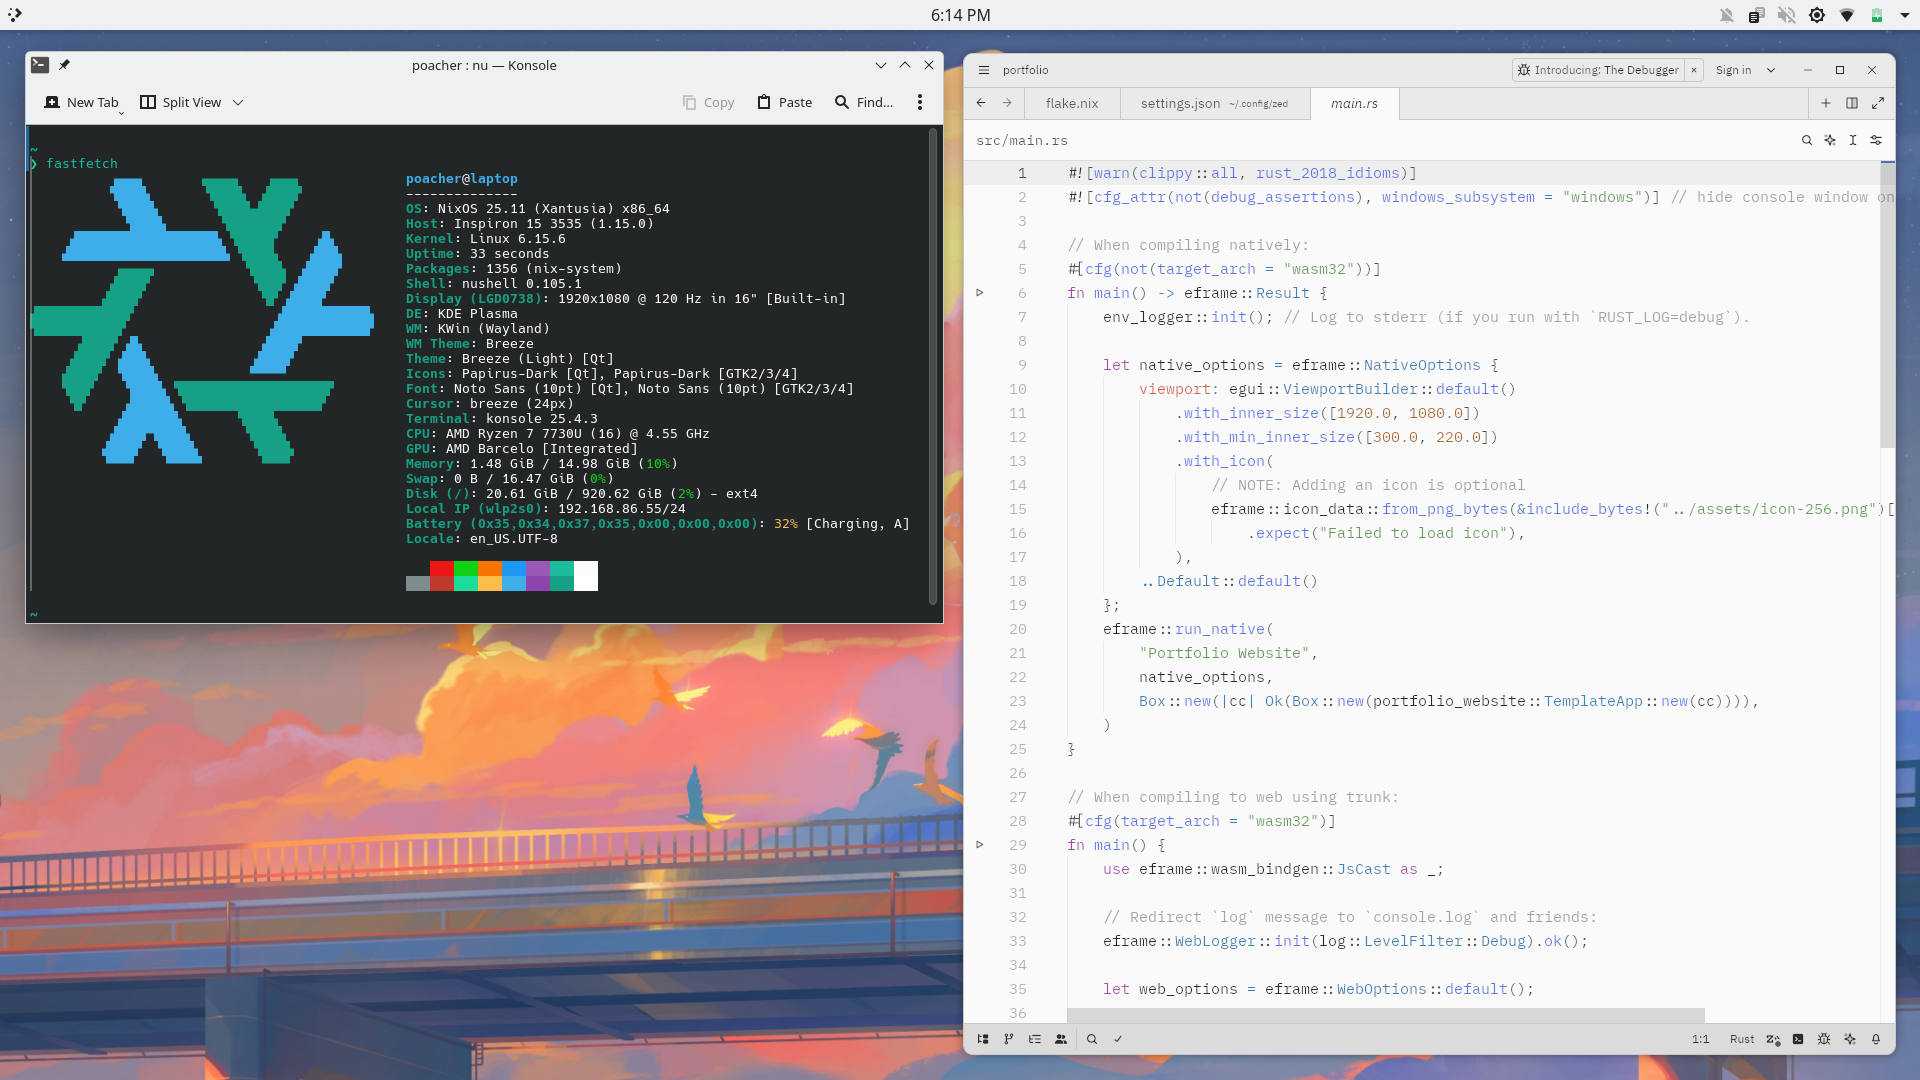 6:14 PM
poacher : nu — Konsole
New Tab
Split View
Copy
Paste
Find...
~
❯ fastfetch
poacher@laptop
--------------
OS: NixOS 25.11 (Xantusia) x86_64
Host: Inspiron 15 3535 (1.15.0)
Kernel: Linux 6.15.6
Uptime: 33 seconds
Packages: 1356 (nix-system)
Shell: nushell 0.105.1
Display (LGD0738): 1920x1080 @ 120 Hz in 16" [Built-in]
DE: KDE Plasma
WM: KWin (Wayland)
WM Theme: Breeze
Theme: Breeze (Light) [Qt]
Icons: Papirus-Dark [Qt], Papirus-Dark [GTK2/3/4]
Font: Noto Sans (10pt) [Qt], Noto Sans (10pt) [GTK2/3/4]
Cursor: breeze (24px)
Terminal: konsole 25.4.3
CPU: AMD Ryzen 7 7730U (16) @ 4.55 GHz
GPU: AMD Barcelo [Integrated]
Memory: 1.48 GiB / 14.98 GiB (10%)
Swap: 0 B / 16.47 GiB (0%)
Disk (/): 20.61 GiB / 920.62 GiB (2%) - ext4
Local IP (wlp2s0): 192.168.86.55/24
Battery (0x35,0x34,0x37,0x35,0x00,0x00,0x00): 32% [Charging, A]
Locale: en_US.UTF-8
~
portfolio
Introducing: The Debugger
Sign in
flake.nix
settings.json ~/.config/zed
main.rs
src/main.rs
1 #![warn(clippy::all, rust_2018_idioms)]
2 #![cfg_attr(not(debug_assertions), windows_subsystem = "windows")] // hide console window on
3
4 // When compiling natively:
5 #[cfg(not(target_arch = "wasm32"))]
6 fn main() -> eframe::Result {
7 env_logger::init(); // Log to stderr (if you run with `RUST_LOG=debug`).
8
9 let native_options = eframe::NativeOptions {
10 viewport: egui::ViewportBuilder::default()
11 .with_inner_size([1920.0, 1080.0])
12 .with_min_inner_size([300.0, 220.0])
13 .with_icon(
14 // NOTE: Adding an icon is optional
15 eframe::icon_data::from_png_bytes(&include_bytes!("../assets/icon-256.png")[
16 .expect("Failed to load icon"),
17 ),
18 ..Default::default()
19 };
20 eframe::run_native(
21 "Portfolio Website",
22 native_options,
23 Box::new(|cc| Ok(Box::new(portfolio_website::TemplateApp::new(cc)))),
24 )
25 }
26
27 // When compiling to web using trunk:
28 #[cfg(target_arch = "wasm32")]
29 fn main() {
30 use eframe::wasm_bindgen::JsCast as _;
31
32 // Redirect `log` message to `console.log` and friends:
33 eframe::WebLogger::init(log::LevelFilter::Debug).ok();
34
35 let web_options = eframe::WebOptions::default();
36
1:1
Rust